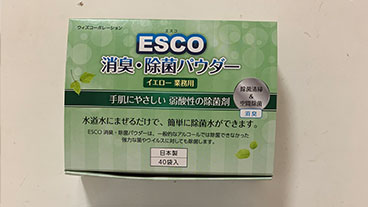 ウィズコーポレーション
エスコ
ESCO
消臭・除菌パウダー
イエロー 業務用
手肌にやさしい 弱酸性の除菌剤
除菌清掃
&
空間除菌
消臭
水道水にまぜるだけで、簡単に除菌水ができます。
ESCO 消臭・除菌パウダーは、一般的なアルコールでは除菌できなかった
強力な菌やウイルスに対しても除菌します。
日本製
40袋入